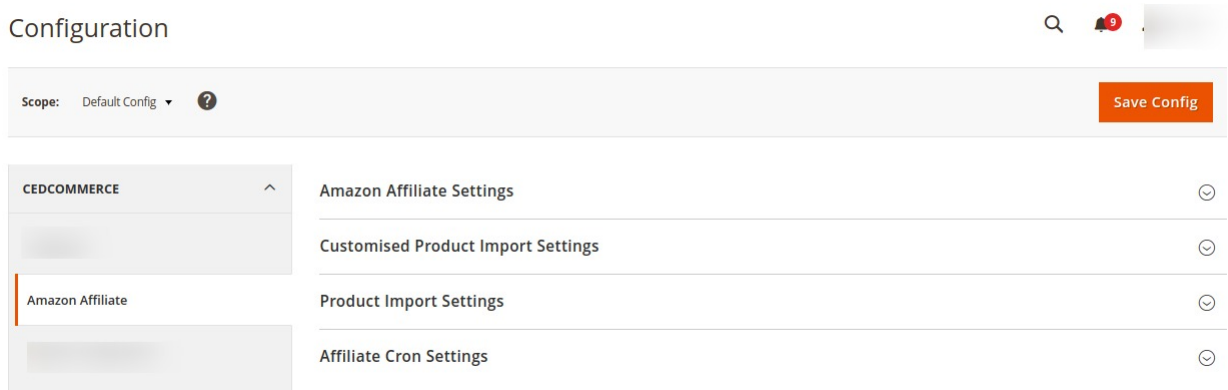 Configuration
9
Scope: Default Config
?
Save Config
CEDCOMMERCE
Amazon Affiliate
Amazon Affiliate Settings
Customised Product Import Settings
Product Import Settings
Affiliate Cron Settings